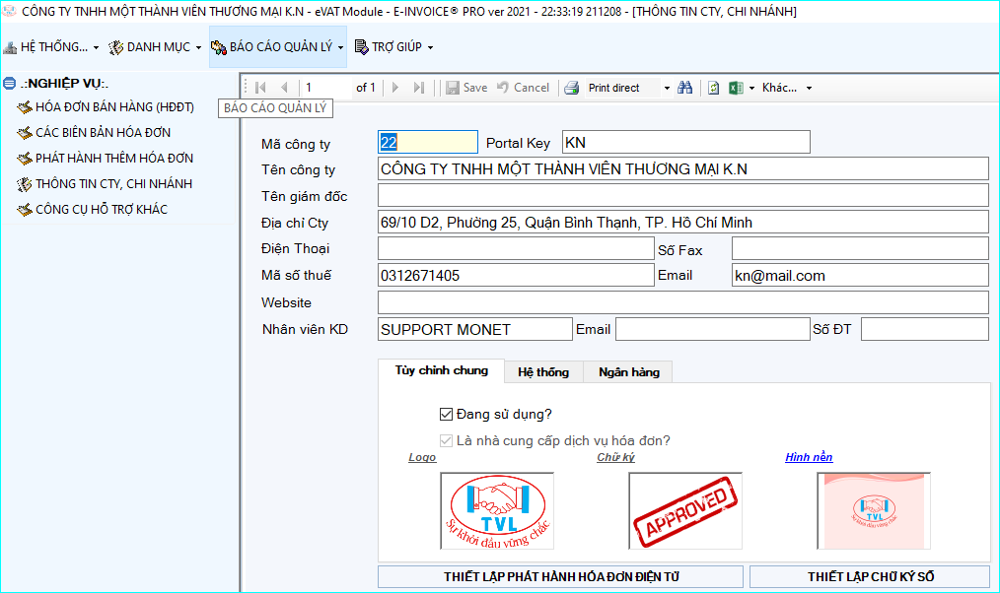 CÔNG TY TNHH MỘT THÀNH VIÊN THƯƠNG MẠI K.N - eVAT Module - E-INVOICE® PRO ver 2021 - 22:33:19 211208 - [THÔNG TIN CTY, CHI NHÁNH]
HỆ THỐNG... DANH MỤC BÁO CÁO QUẢN LÝ TRỢ GIÚP
.:NGHIỆP VỤ:.
HÓA ĐƠN BÁN HÀNG (HĐĐT)
CÁC BIÊN BẢN HÓA ĐƠN
PHÁT HÀNH THÊM HÓA ĐƠN
THÔNG TIN CTY, CHI NHÁNH
CÔNG CỤ HỖ TRỢ KHÁC
1 of 1 Save Cancel Print direct Khác...
BÁO CÁO QUẢN LÝ
Mã công ty 22 Portal Key KN
Tên công ty CÔNG TY TNHH MỘT THÀNH VIÊN THƯƠNG MẠI K.N
Tên giám đốc
Địa chỉ Cty 69/10 D2, Phường 25, Quận Bình Thạnh, TP. Hồ Chí Minh
Điện Thoại Số Fax
Mã số thuế 0312671405 Email kn@mail.com
Website
Nhân viên KD SUPPORT MONET Email Số ĐT
Tùy chỉnh chung Hệ thống Ngân hàng
Đang sử dụng?
Là nhà cung cấp dịch vụ hóa đơn?
Logo Chữ ký Hình nền
TVL
Sự khởi đầu vững chắc
APPROVED
TVL
Sự khởi đầu vững chắc
THIẾT LẬP PHÁT HÀNH HÓA ĐƠN ĐIỆN TỬ THIẾT LẬP CHỮ KÝ SỐ